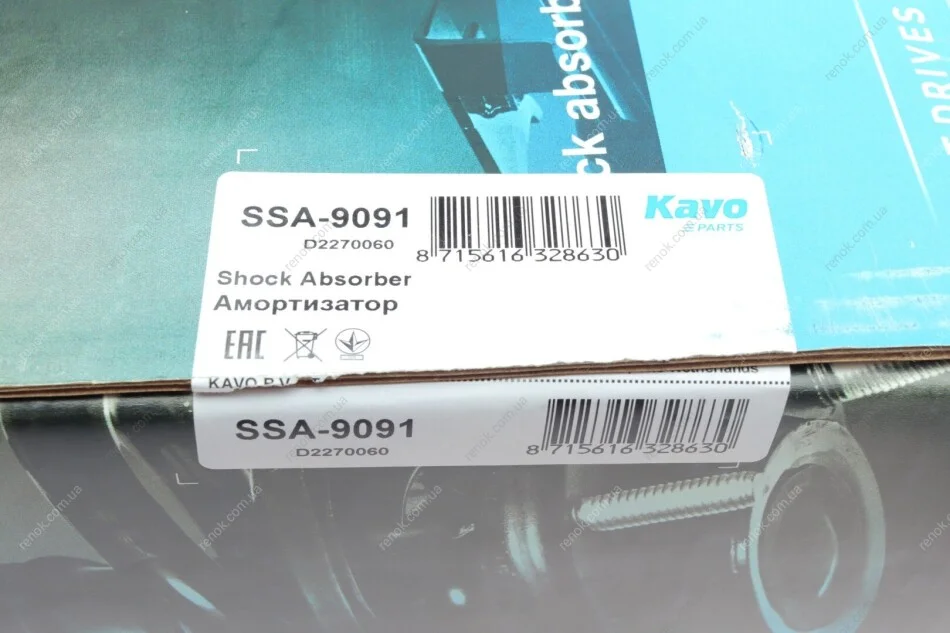 ck absorb
DRIVES
SSA-9091
D2270060
8 715616 328630
Kavo
PARTS
Shock Absorber
Амортизатор
EAC
KAVO B.V.
Netherlands
SSA-9091
D2270060
8 715616 328630
renok.com.ua